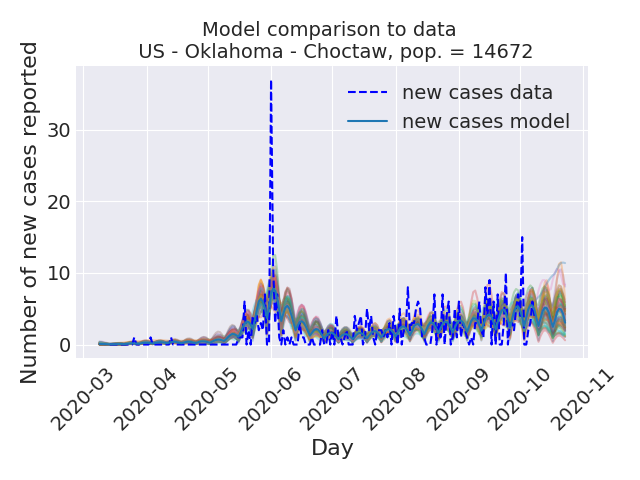 Model comparison to data
US - Oklahoma - Choctaw, pop. = 14672
Number of new cases reported
30
20
10
0
new cases data
new cases model
2020-03
2020-04
2020-05
2020-06
2020-07
2020-08
2020-09
2020-10
2020-11
Day